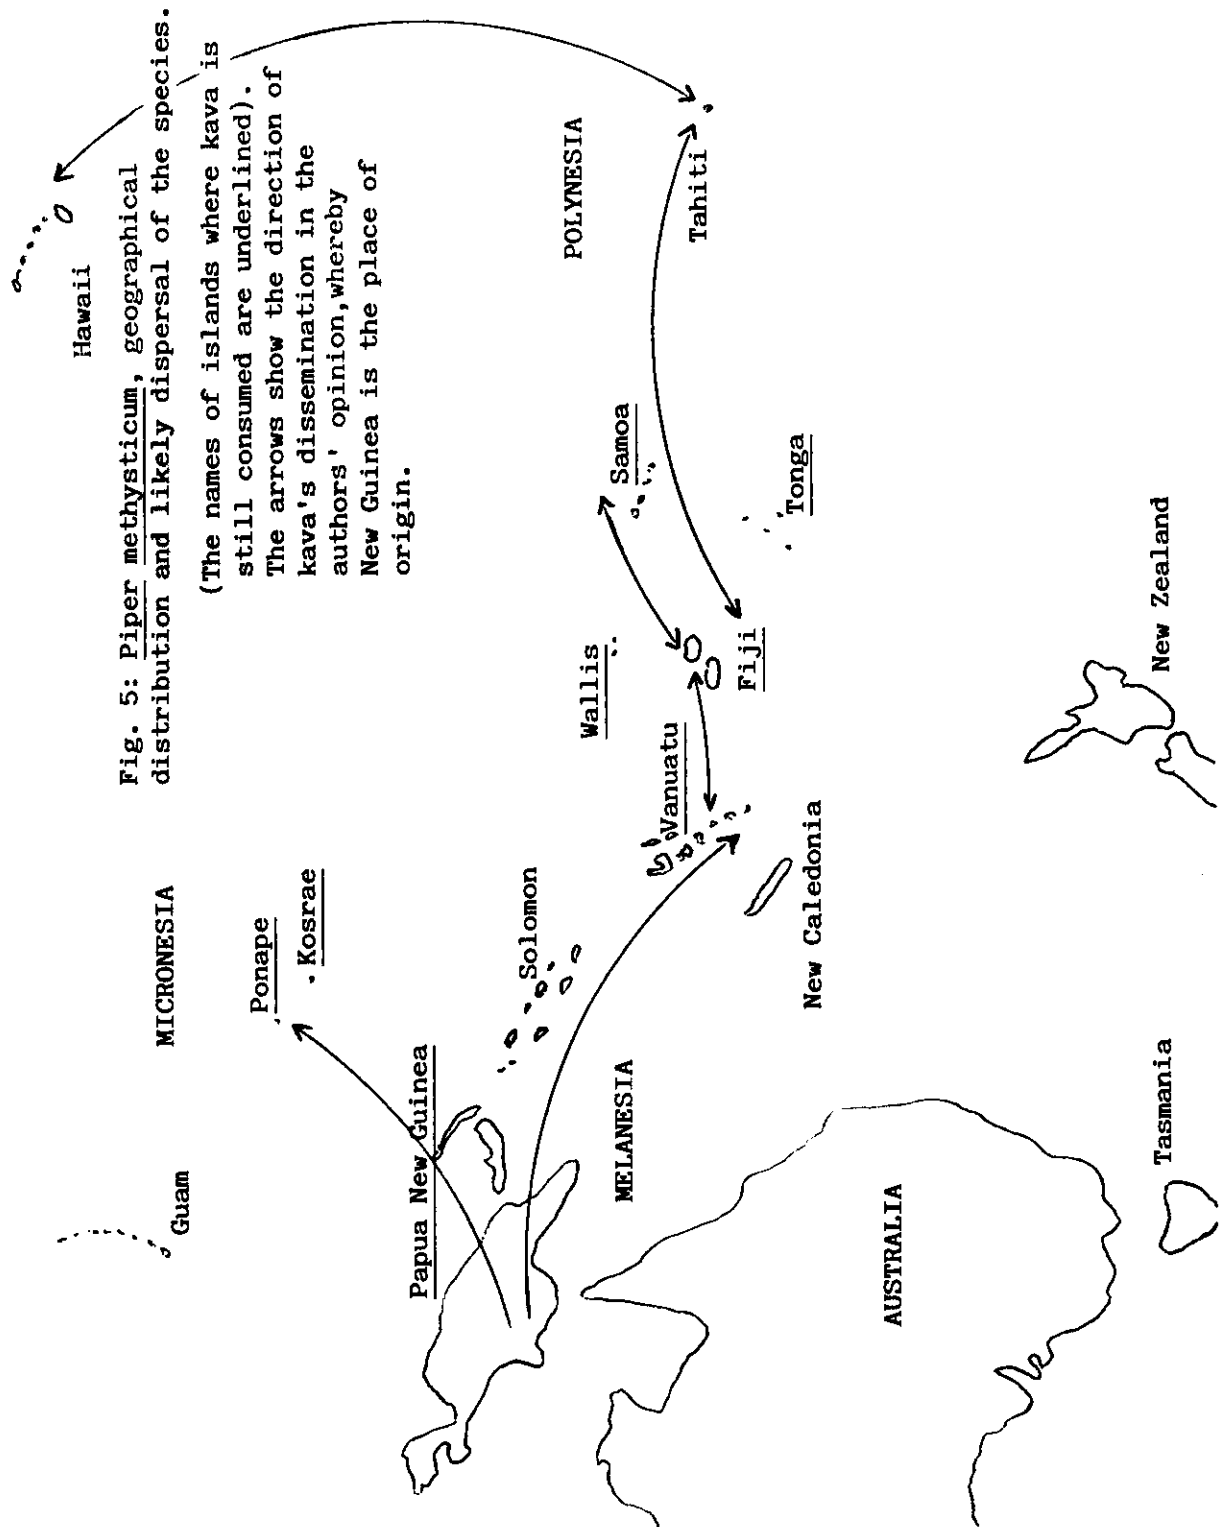 Fig. 5: Piper methysticum, geographical
distribution and likely dispersal of the species.
(The names of islands where kava is
still consumed are underlined).
The arrows show the direction of
kava's dissemination in the
authors' opinion,whereby
New Guinea is the place of
origin.
Hawaii
MICRONESIA
Guam
Ponape
Kosrae
Papua New Guinea
Solomon
MELANESIA
POLYNESIA
Wallis
Samoa
Vanuatu
Tahiti
Fiji
Tonga
New Caledonia
AUSTRALIA
New Zealand
Tasmania